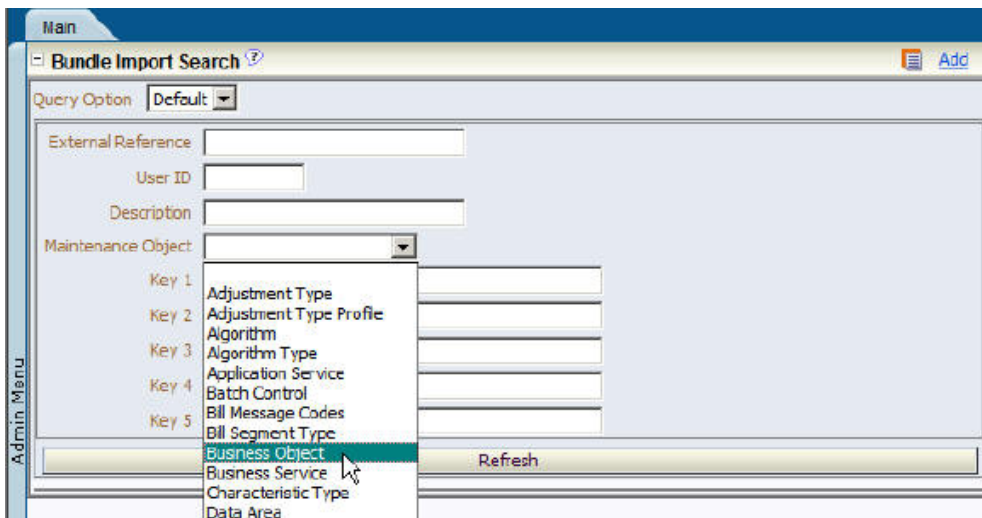 Main
Bundle Import Search ?
Add
Query Option Default
External Reference
User ID
Description
Maintenance Object
Key 1
Key 2
Key 3
Key 4
Key 5
Adjustment Type
Adjustment Type Profile
Algorithm
Algorithm Type
Application Service
Batch Control
Bill Message Codes
Bill Segment Type
Business Object
Business Service
Characteristic Type
Data Area
Refresh
Admin Menu